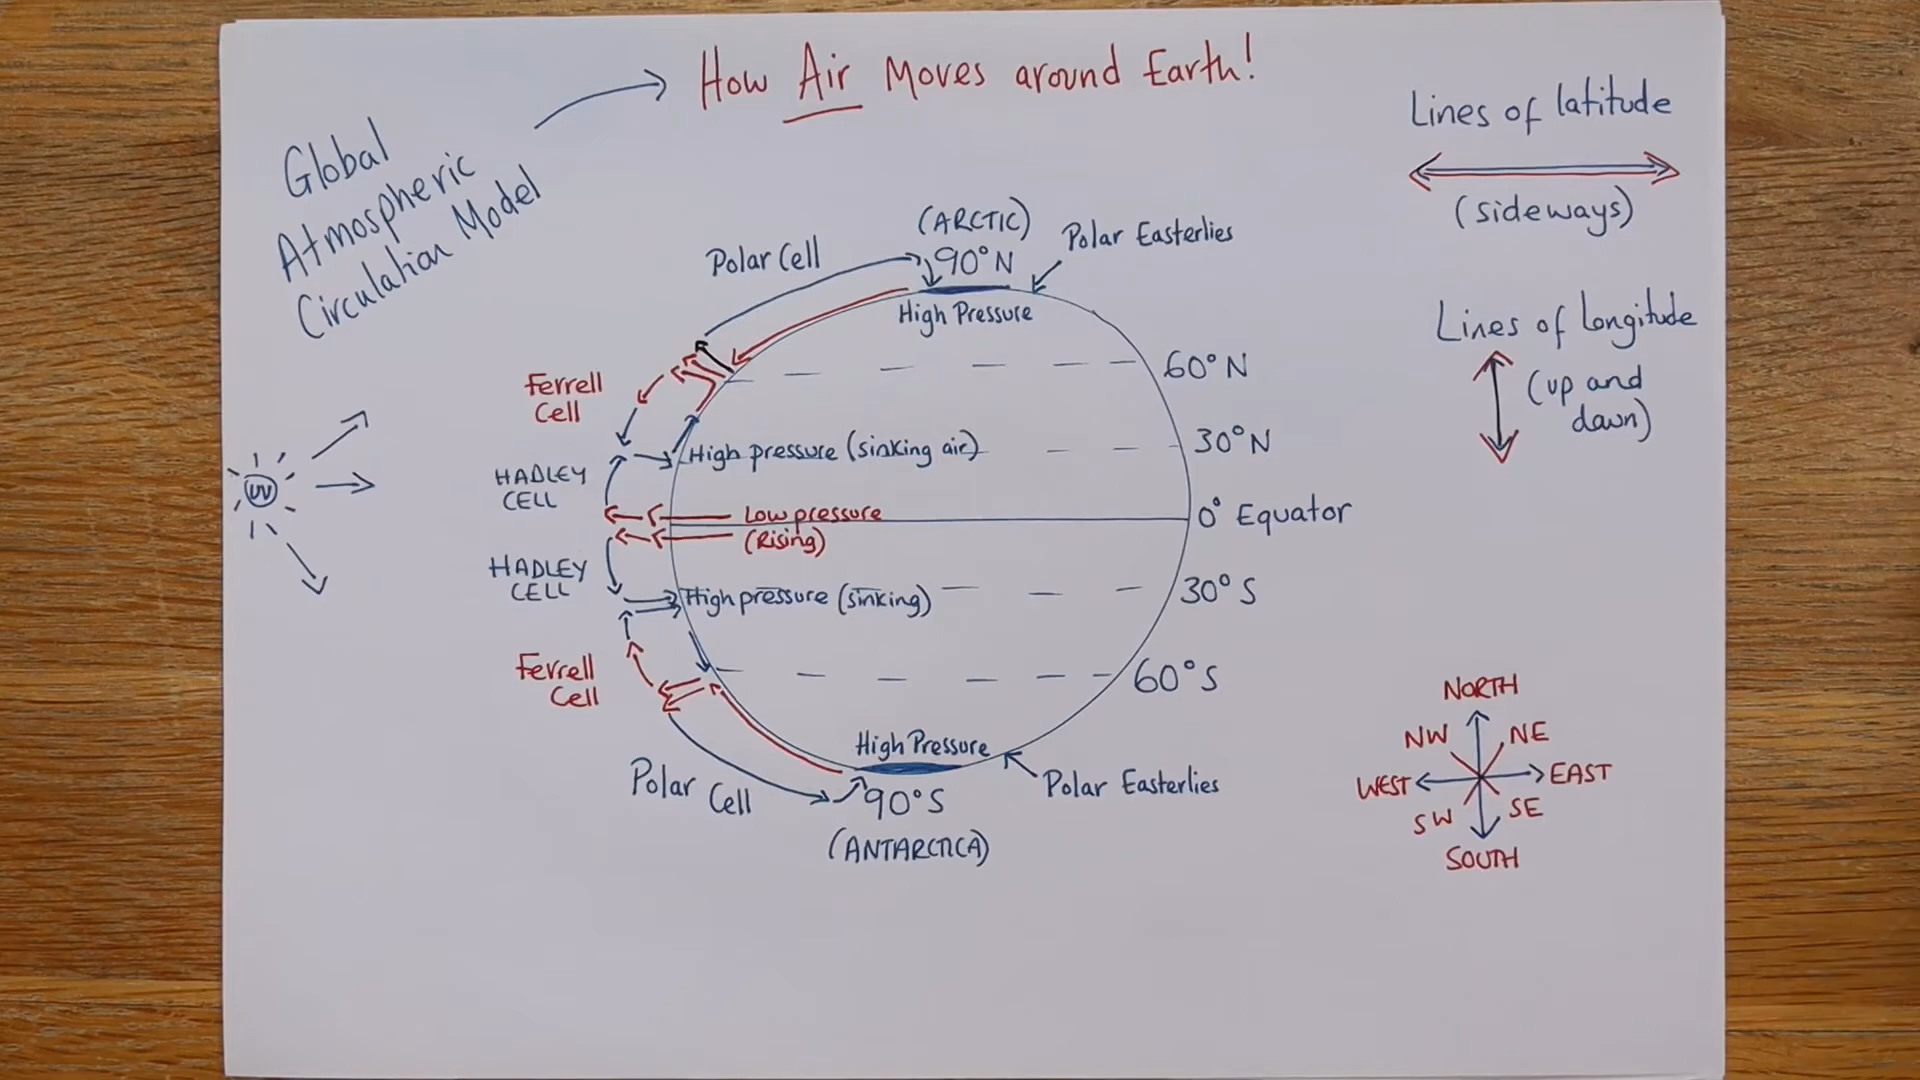 How Air Moves around Earth!
Global
Atmospheric
Circulation Model
Lines of latitude
(sideways)
Lines of longitude
(up and
down)
(ARCTIC)
90°N
Polar Easterlies
Polar Cell
High Pressure
60°N
Ferrell
Cell
30°N
High pressure (sinking air)
HADLEY
CELL
Low pressure
(Rising)
0° Equator
HADLEY
CELL
High pressure (sinking)
30°S
Ferrell
Cell
60°S
High Pressure
Polar Cell
90°S
Polar Easterlies
(ANTARCTICA)
UV
NORTH
NW
NE
WEST
EAST
SW
SE
SOUTH